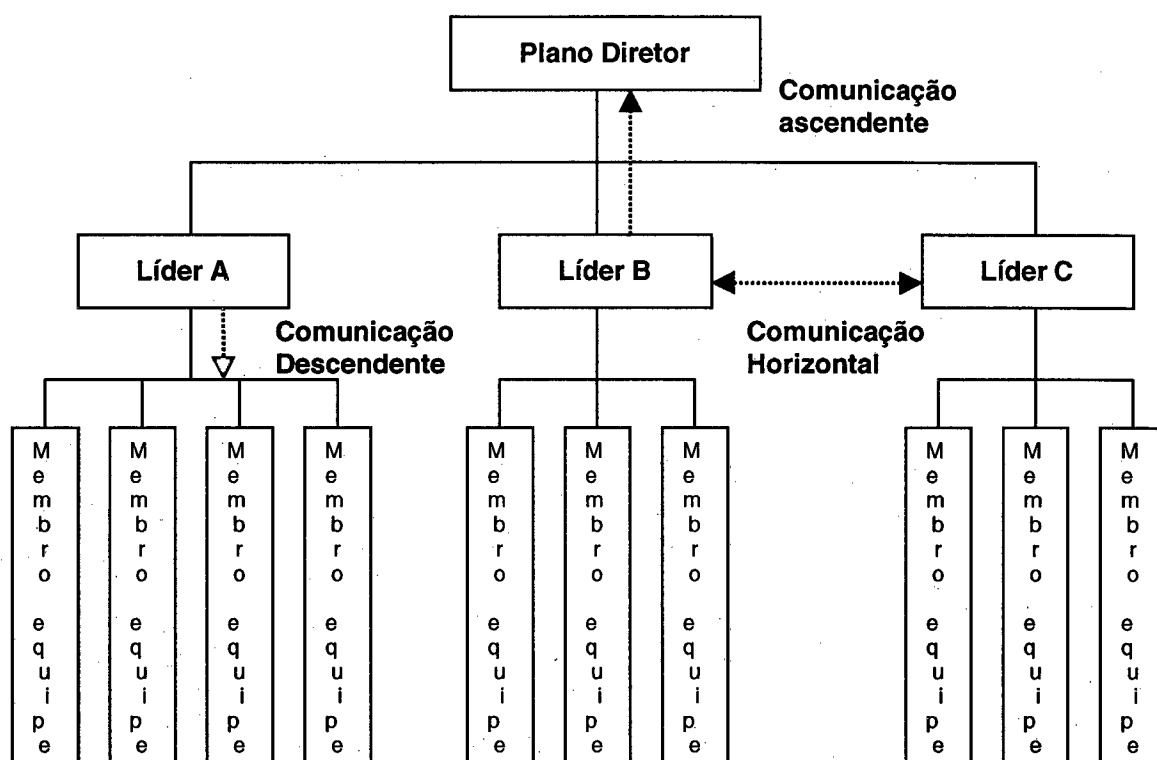 Plano Diretor
Comunicação
ascendente
Líder A
Líder B
Líder C
Comunicação
Descendente
Comunicação
Horizontal
Membro equipe
Membro equipe
Membro equipe
Membro equipe
Membro equipe
Membro equipe
Membro equipe
Membro equipe
Membro equipe
Membro equipe